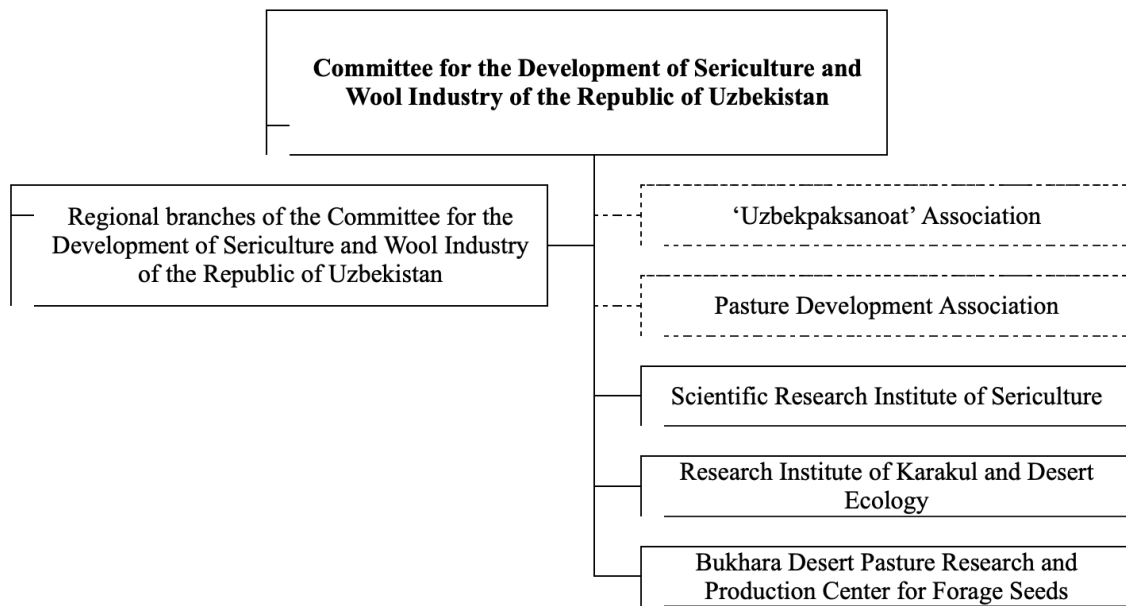 Committee for the Development of Sericulture and
Wool Industry of the Republic of Uzbekistan
Regional branches of the Committee for the
Development of Sericulture and Wool Industry
of the Republic of Uzbekistan
‘Uzbekpaksanoat’ Association
Pasture Development Association
Scientific Research Institute of Sericulture
Research Institute of Karakul and Desert
Ecology
Bukhara Desert Pasture Research and
Production Center for Forage Seeds